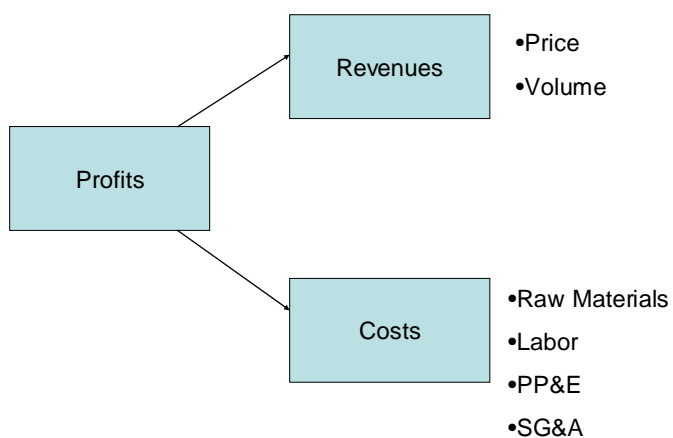 Profits
Revenues
•Price
•Volume
Costs
•Raw Materials
•Labor
•PP&E
•SG&A